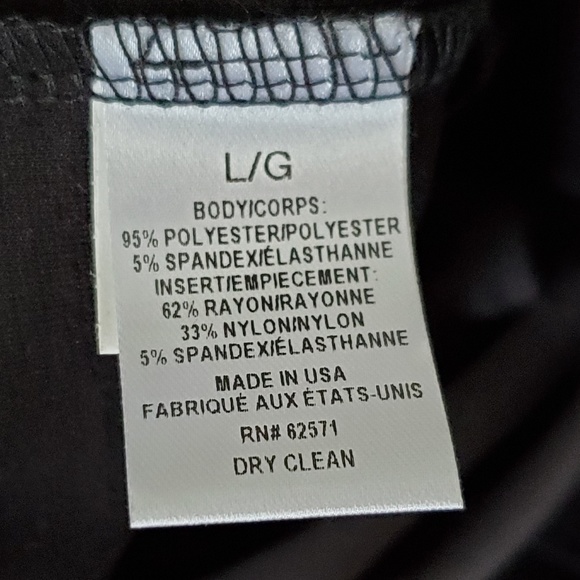 L/G
BODY/CORPS:
95% POLYESTER/POLYESTER
5% SPANDEX/ÉLASTHANNE
INSERT/EMPIECEMENT:
62% RAYON/RAYONNE
33% NYLON/NYLON
5% SPANDEX/ÉLASTHANNE
MADE IN USA
FABRIQUÉ AUX ÉTATS-UNIS
RN# 62571
DRY CLEAN